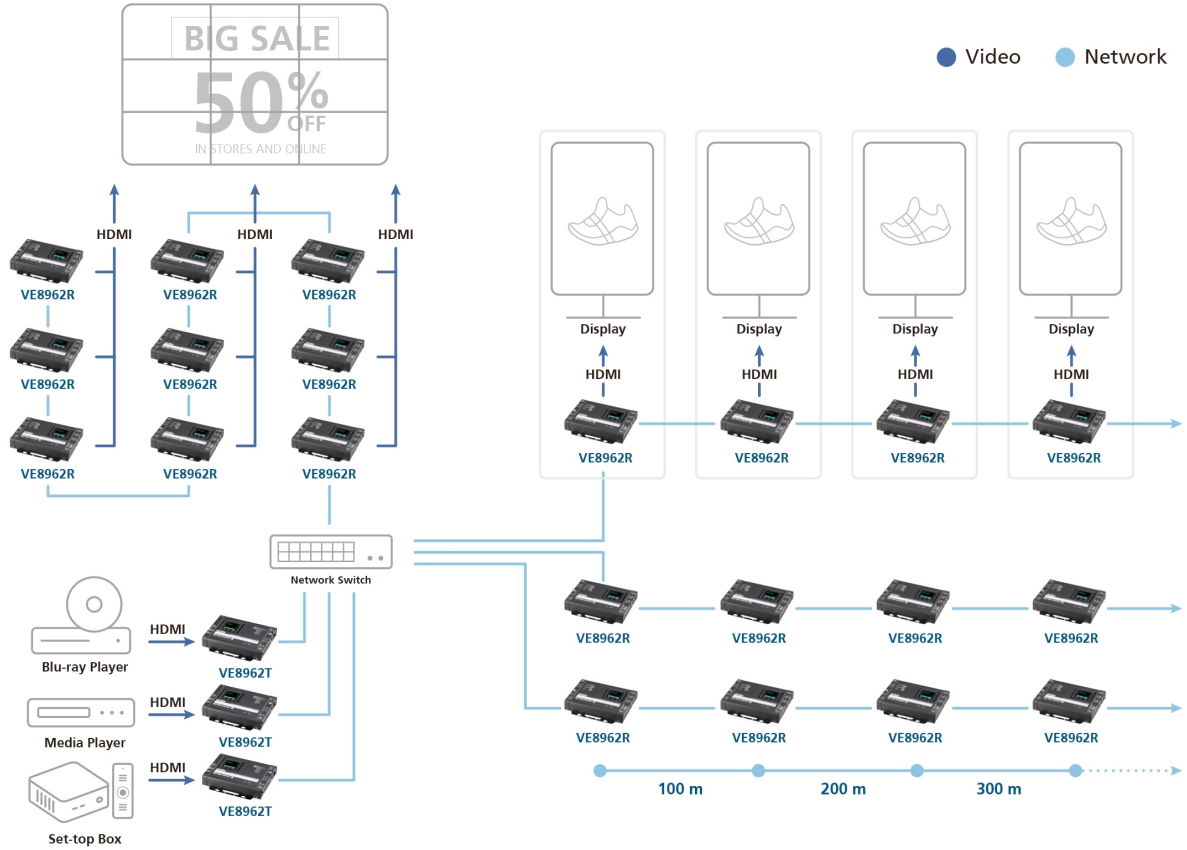 BIG SALE
50%
OFF
IN STORES AND ONLINE
Video Network
HDMI HDMI HDMI
VE8962R VE8962R VE8962R
VE8962R VE8962R VE8962R
VE8962R VE8962R VE8962R
Display Display Display Display
HDMI HDMI HDMI HDMI
VE8962R VE8962R VE8962R VE8962R
Network Switch
HDMI
Blu-ray Player
VE8962T
HDMI
Media Player
VE8962T
HDMI
Set-top Box
VE8962T
VE8962R VE8962R VE8962R VE8962R
VE8962R VE8962R VE8962R VE8962R
100 m 200 m 300 m